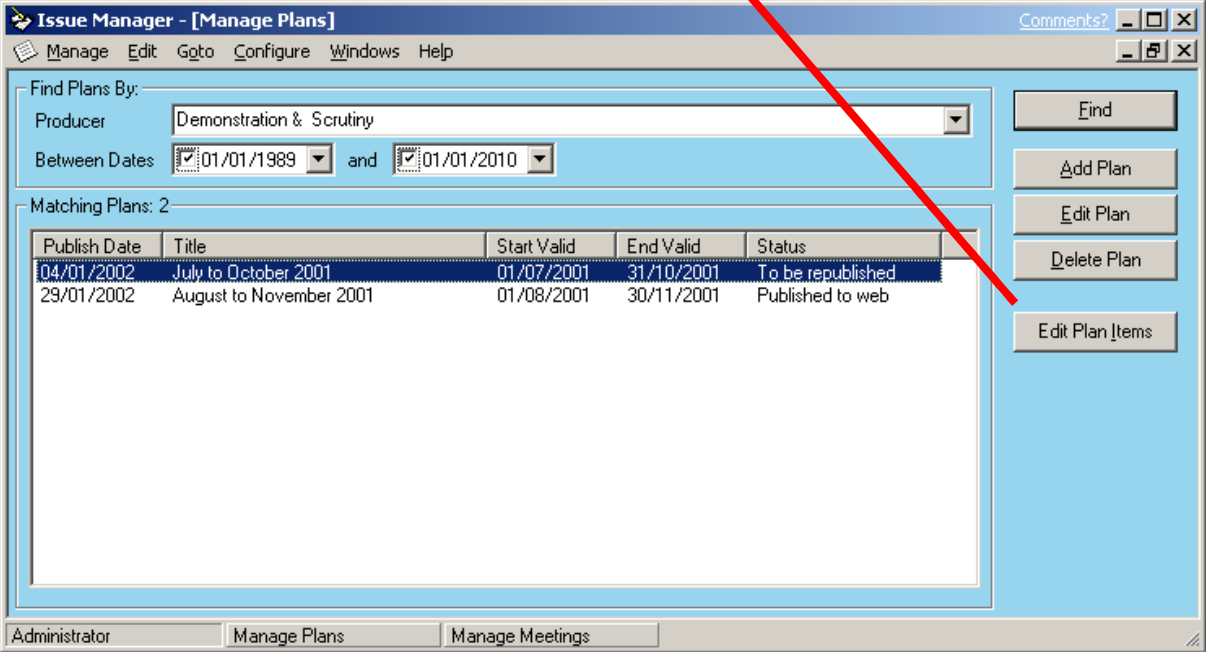 Issue Manager - [Manage Plans] Comments?
Manage Edit Goto Configure Windows Help
Find Plans By:
Producer Demonstration & Scrutiny
Between Dates 01/01/1989 and 01/01/2010
Find
Add Plan
Edit Plan
Delete Plan
Edit Plan Items
Matching Plans: 2
Publish Date Title Start Valid End Valid Status
04/01/2002 July to October 2001 01/07/2001 31/10/2001 To be republished
29/01/2002 August to November 2001 01/08/2001 30/11/2001 Published to web
Administrator Manage Plans Manage Meetings